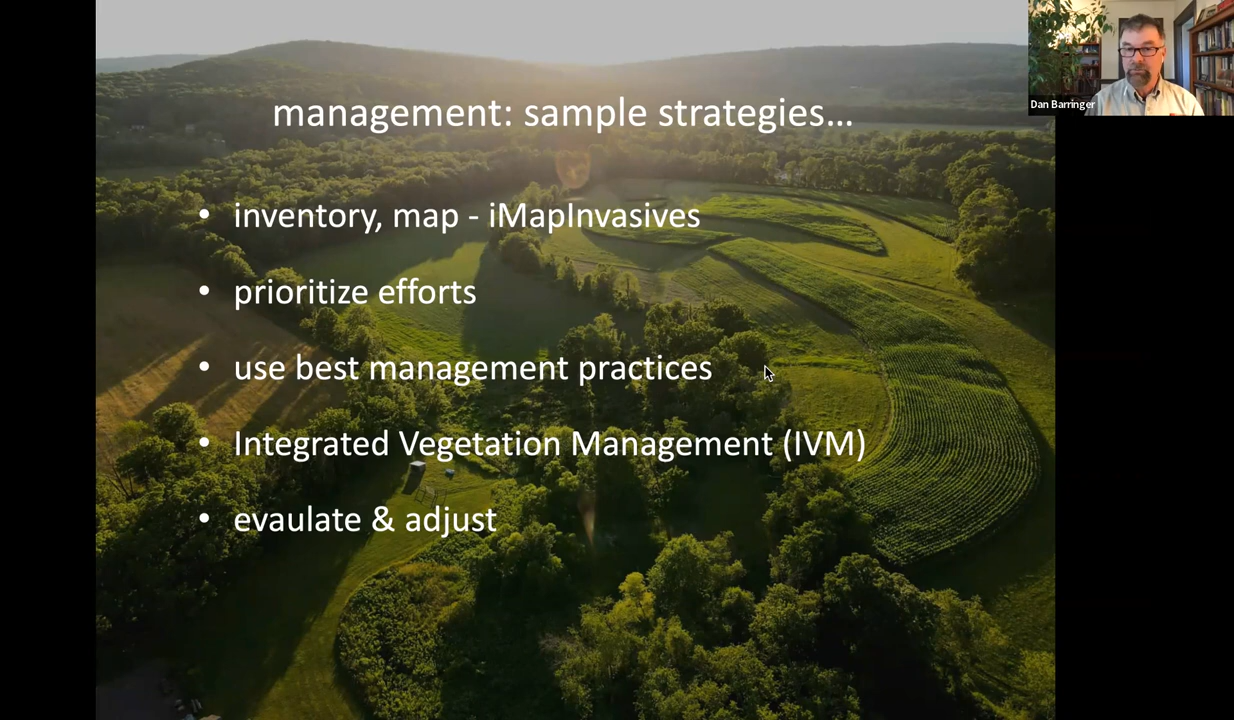 management: sample strategies…
• inventory, map - iMapInvasives
• prioritize efforts
• use best management practices
• Integrated Vegetation Management (IVM)
• evaulate & adjust
Dan Barringer